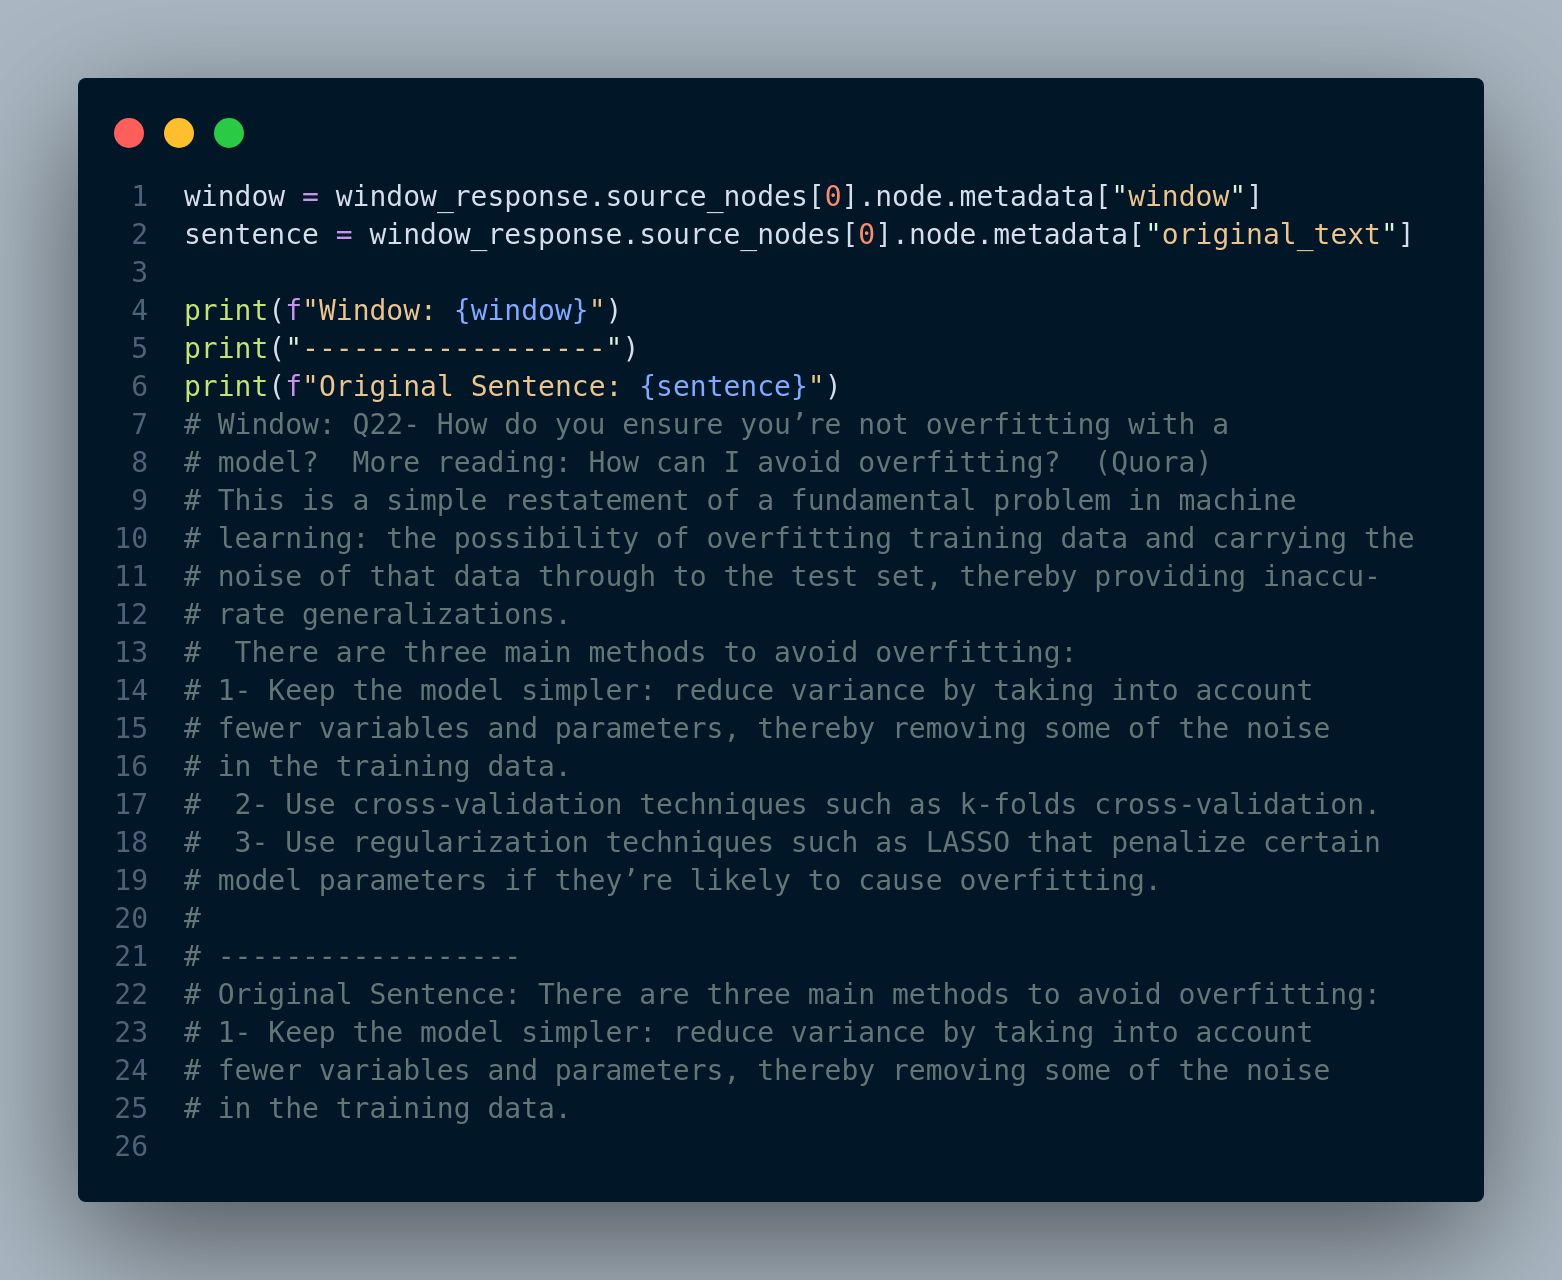 1 window = window_response.source_nodes[0].node.metadata["window"]
2 sentence = window_response.source_nodes[0].node.metadata["original_text"]
3
4 print(f"Window: {window}")
5 print("------------------")
6 print(f"Original Sentence: {sentence}")
7 # Window: Q22- How do you ensure you’re not overfitting with a
8 # model?  More reading: How can I avoid overfitting?  (Quora)
9 # This is a simple restatement of a fundamental problem in machine
10 # learning: the possibility of overfitting training data and carrying the
11 # noise of that data through to the test set, thereby providing inaccu-
12 # rate generalizations.
13 #  There are three main methods to avoid overfitting:
14 # 1- Keep the model simpler: reduce variance by taking into account
15 # fewer variables and parameters, thereby removing some of the noise
16 # in the training data.
17 #  2- Use cross-validation techniques such as k-folds cross-validation.
18 #  3- Use regularization techniques such as LASSO that penalize certain
19 # model parameters if they’re likely to cause overfitting.
20 #
21 # ------------------
22 # Original Sentence: There are three main methods to avoid overfitting:
23 # 1- Keep the model simpler: reduce variance by taking into account
24 # fewer variables and parameters, thereby removing some of the noise
25 # in the training data.
26